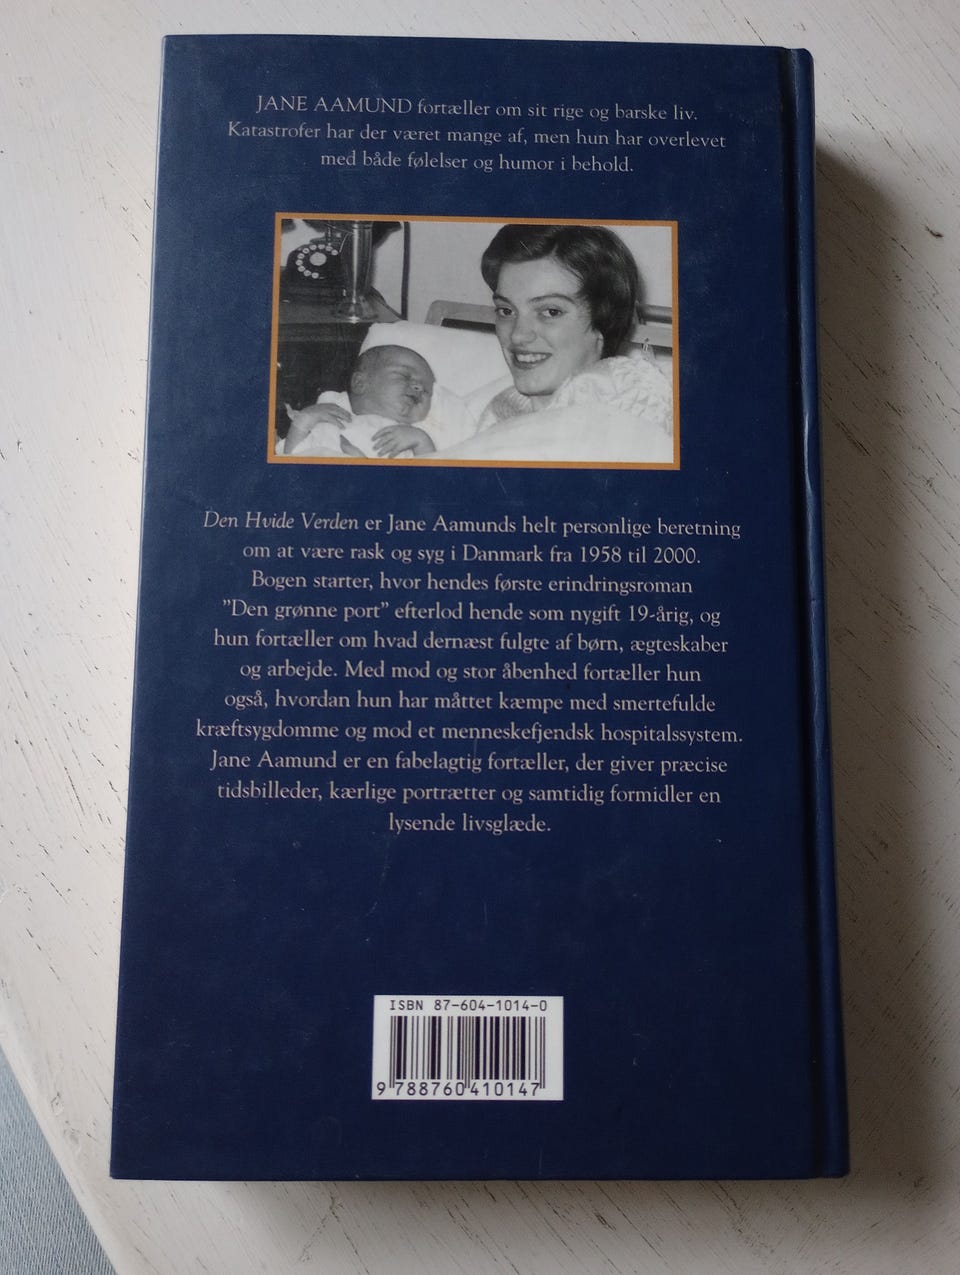 JANE AAMUND fortæller om sit rige og barske liv.
Katastrofer har der været mange af, men hun har overlevet
med både følelser og humor i behold.
Den Hvide Verden er Jane Aamunds helt personlige beretning
om at være rask og syg i Danmark fra 1958 til 2000.
Bogen starter, hvor hendes første erindringsroman
"Den grønne port" efterlod hende som nygift 19-årig, og
hun fortæller om hvad dernæst fulgte af børn, ægteskaber
og arbejde. Med mod og stor åbenhed fortæller hun
også, hvordan hun har måttet kæmpe med smertefulde
kræftsygdomme og mod et menneskefjendsk hospitalssystem.
Jane Aamund er en fabelagtig fortæller, der giver præcise
tidsbilleder, kærlige portrætter og samtidig formidler en
lysende livsglæde.
ISBN 87-604-1014-0
9 788760 410147